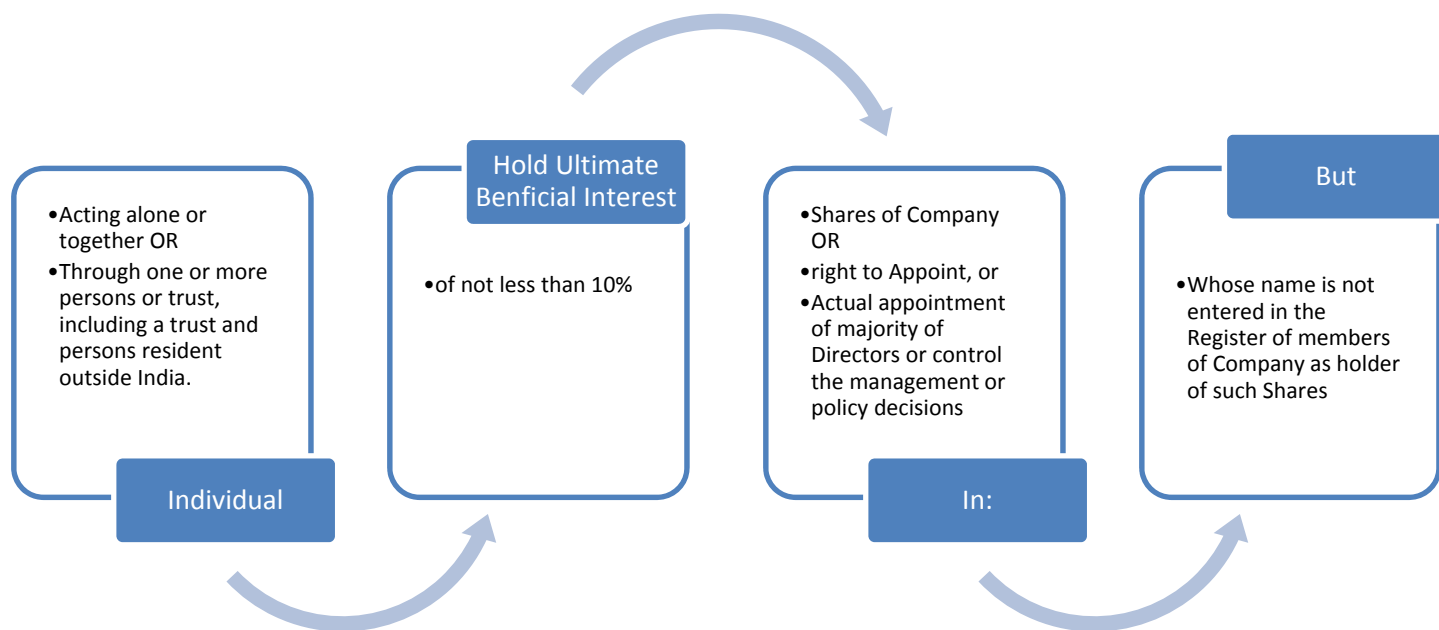 •Acting alone or
together OR
•Through one or more
persons or trust,
including a trust and
persons resident
outside India.
Individual
Hold Ultimate
Benficial Interest
•of not less than 10%
•Shares of Company
OR
•right to Appoint, or
•Actual appointment
of majority of
Directors or control
the management or
policy decisions
In:
But
•Whose name is not
entered in the
Register of members
of Company as holder
of such Shares